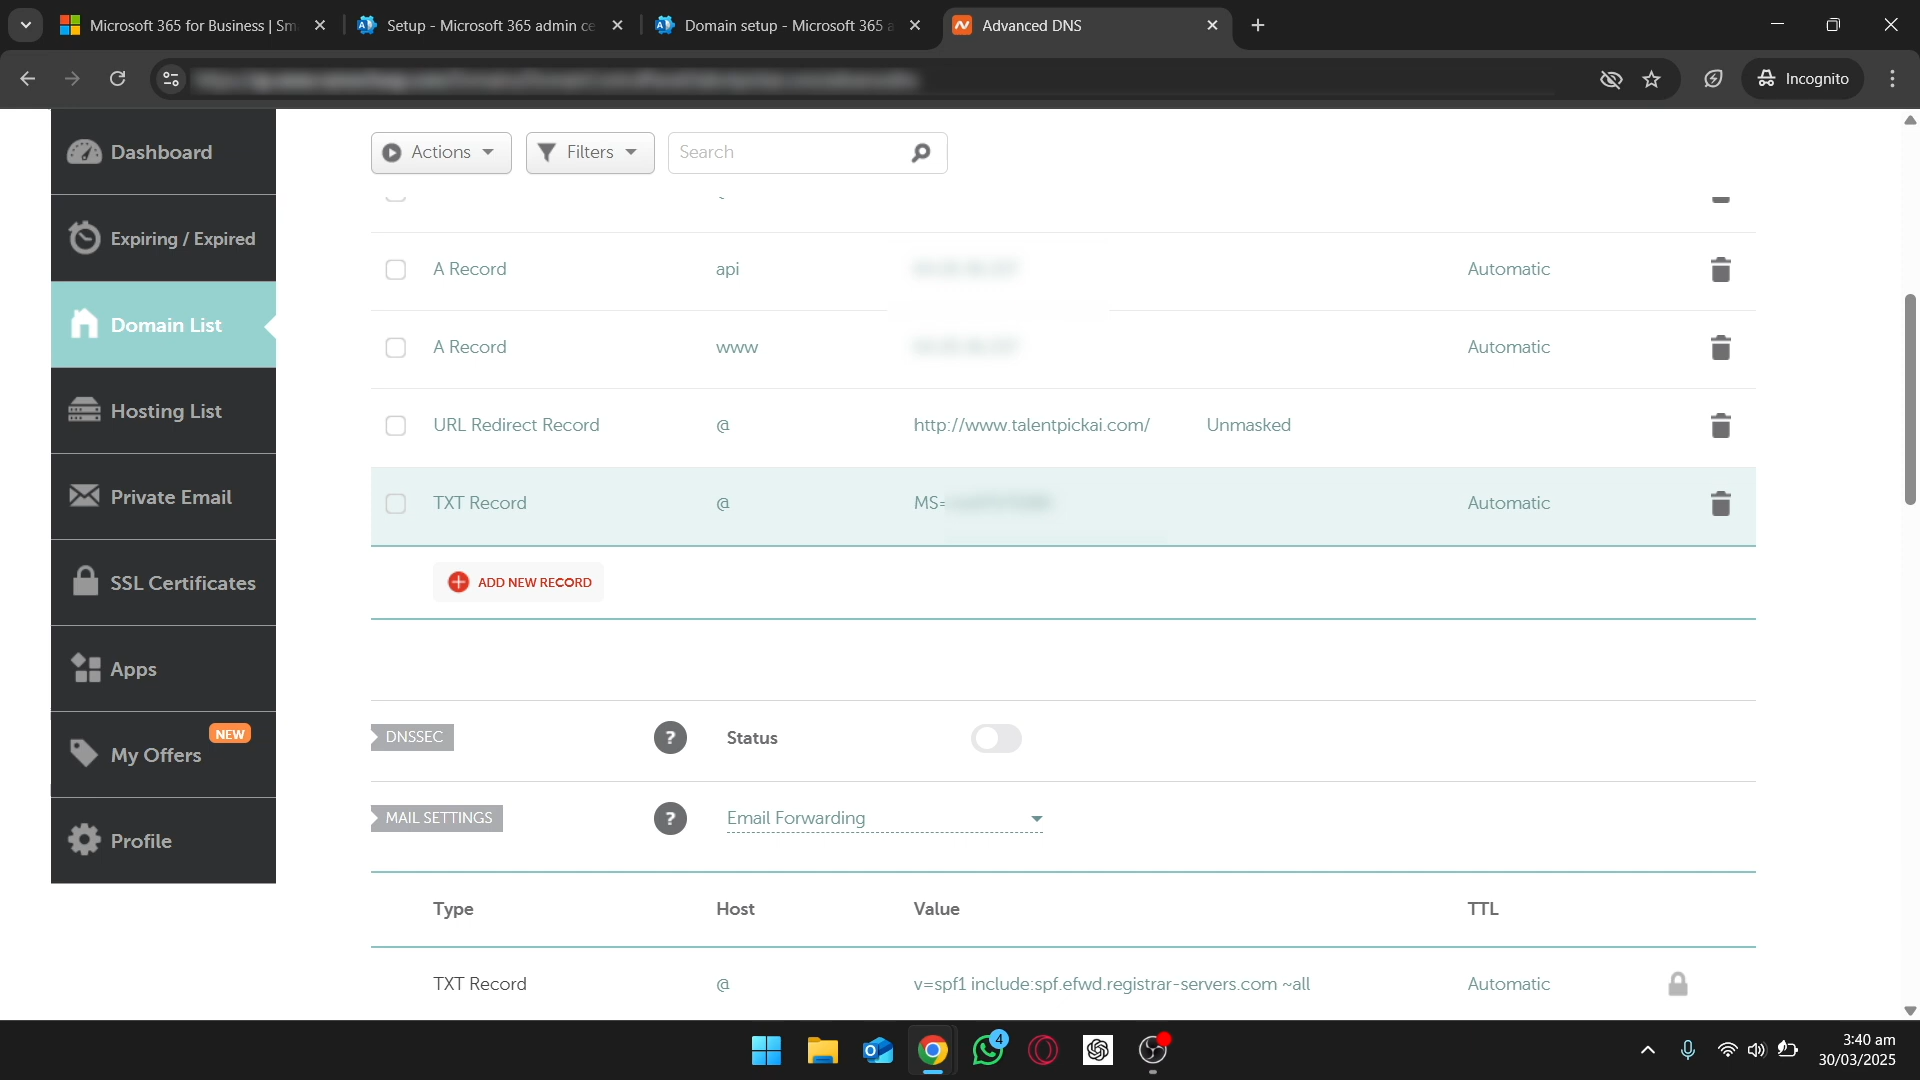 Microsoft 365 for Business | Sm
Setup - Microsoft 365 admin ce
Domain setup - Microsoft 365 a
Advanced DNS
Incognito
Dashboard
Expiring / Expired
Domain List
Hosting List
Private Email
SSL Certificates
Apps
NEW
My Offers
Profile
Actions
Filters
Search
A Record api Automatic
A Record www Automatic
URL Redirect Record @ http://www.talentpickai.com/ Unmasked
TXT Record @ MS= Automatic
ADD NEW RECORD
DNSSEC ? Status
MAIL SETTINGS ? Email Forwarding
Type Host Value TTL
TXT Record @ v=spf1 include:spf.efwd.registrar-servers.com ~all Automatic
4
3:40 am
30/03/2025